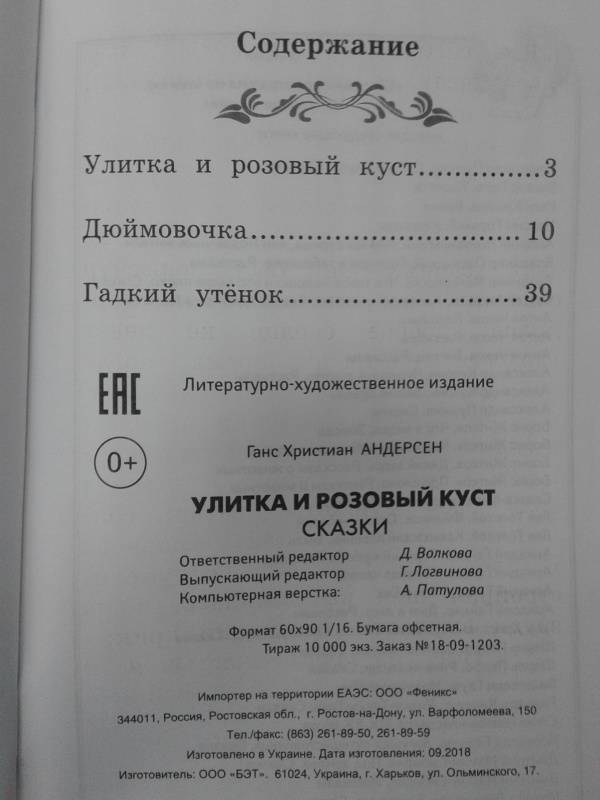 Содержание
Улитка и розовый куст..............3
Дюймовочка..............................10
Гадкий утёнок.........................39
EAC
Литературно-художественное издание
0+
Ганс Христиан АНДЕРСЕН
УЛИТКА И РОЗОВЫЙ КУСТ
СКАЗКИ
Ответственный редактор Д. Волкова
Выпускающий редактор Г. Логвинова
Компьютерная верстка: А. Патулова
Формат 60х90 1/16. Бумага офсетная.
Тираж 10 000 экз. Заказ №18-09-1203.
Импортер на территории ЕАЭС: ООО «Феникс»
344011, Россия, Ростовская обл., г. Ростов-на-Дону, ул. Варфоломеева, 150
Тел./факс: (863) 261-89-50, 261-89-59
Изготовлено в Украине. Дата изготовления: 09.2018
Изготовитель: ООО «БЭТ». 61024, Украина, г. Харьков, ул. Ольминского, 17.